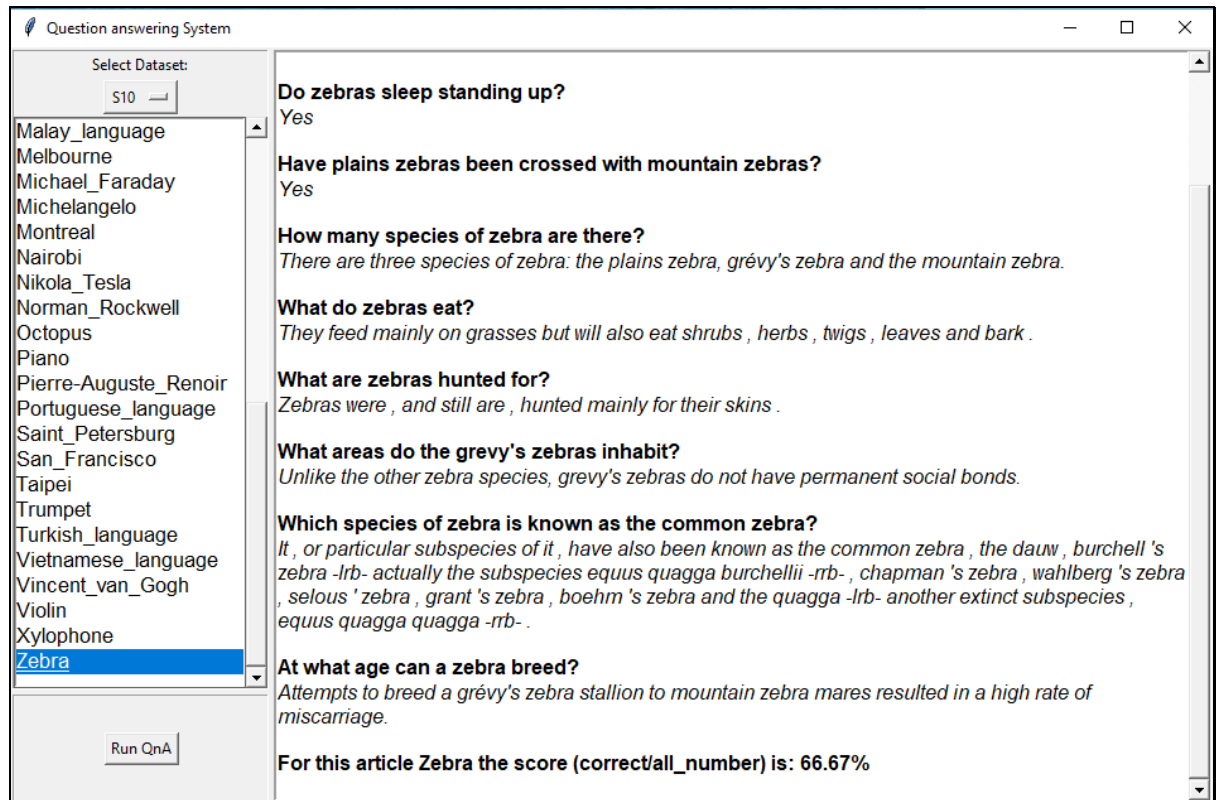 Question answering System
Select Dataset:
S10
Malay_language
Melbourne
Michael_Faraday
Michelangelo
Montreal
Nairobi
Nikola_Tesla
Norman_Rockwell
Octopus
Piano
Pierre-Auguste_Renoir
Portuguese_language
Saint_Petersburg
San_Francisco
Taipei
Trumpet
Turkish_language
Vietnamese_language
Vincent_van_Gogh
Violin
Xylophone
Zebra
Run QnA
Do zebras sleep standing up?
Yes
Have plains zebras been crossed with mountain zebras?
Yes
How many species of zebra are there?
There are three species of zebra: the plains zebra, grévy's zebra and the mountain zebra.
What do zebras eat?
They feed mainly on grasses but will also eat shrubs , herbs , twigs , leaves and bark .
What are zebras hunted for?
Zebras were , and still are , hunted mainly for their skins .
What areas do the grevy's zebras inhabit?
Unlike the other zebra species, grevy's zebras do not have permanent social bonds.
Which species of zebra is known as the common zebra?
It , or particular subspecies of it , have also been known as the common zebra , the dauw , burchell 's
zebra -lrb- actually the subspecies equus quagga burchellii -rrb- , chapman 's zebra , wahlberg 's zebra
, selous ' zebra , grant 's zebra , boehm 's zebra and the quagga -lrb- another extinct subspecies ,
equus quagga quagga -rrb- .
At what age can a zebra breed?
Attempts to breed a grévy's zebra stallion to mountain zebra mares resulted in a high rate of
miscarriage.
For this article Zebra the score (correct/all_number) is: 66.67%